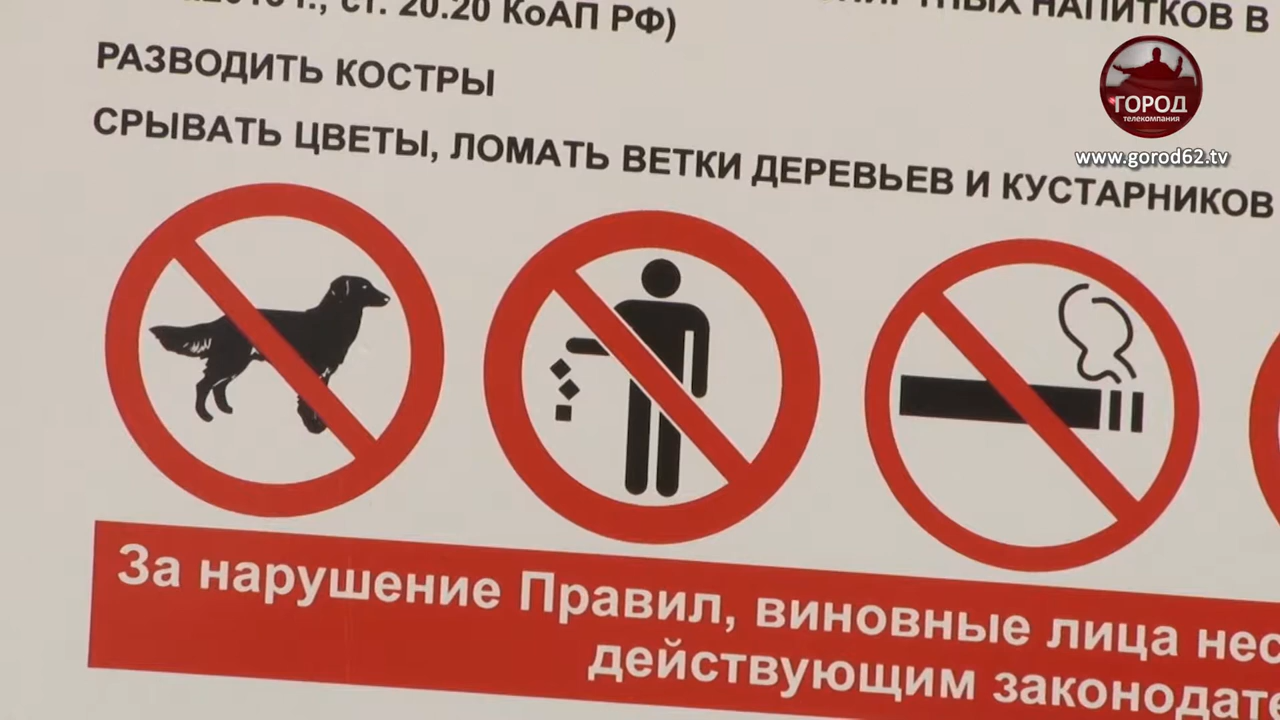 ст. 20.20 КоАП РФ)
НАПИТКОВ В
РАЗВОДИТЬ КОСТРЫ
СРЫВАТЬ ЦВЕТЫ, ЛОМАТЬ ВЕТКИ ДЕРЕВЬЕВ И КУСТАРНИКОВ
За нарушение Правил, виновные лица
действующим
ГОРОД
телекомпания
www.gorod62.tv